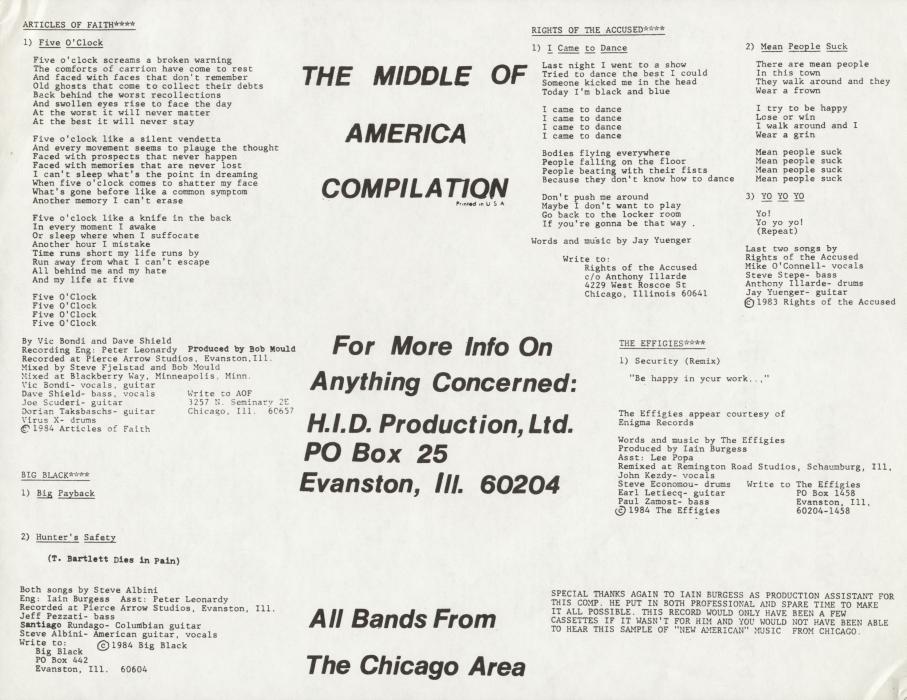 ARTICLES OF FAITH****
1) Five O'Clock
Five o'clock screams a broken warning
The comforts of carrion have come to rest
And faced with faces that don't remember
Old ghosts that come to collect their debts
Back behind the worst recollections
And swollen eyes rise to face the day
At the worst it will never matter
At the best it will never stay
Five o'clock like a silent vendetta
And every movement seems to plauge the thought
Faced with prospects that never happen
Faced with memories that are never lost
I can't sleep what's the point in dreaming
When five o'clock comes to shatter my face
What's gone before like a common symptom
Another memory I can't erase
Five o'clock like a knife in the back
In every moment I awake
Or sleep where when I suffocate
Another hour I mistake
Time runs short my life runs by
Run away from what I can't escape
All behind me and my hate
And my life at five
Five O'Clock
Five O'Clock
Five O'Clock
Five O'Clock
By Vic Bondi and Dave Shield
Recording Eng: Peter Leonardy Produced by Bob Mould
Recorded at Pierce Arrow Studios, Evanston,Ill.
Mixed by Steve Fjelstad and Bob Mould
Mixed at Blackberry Way, Minneapolis, Minn.
Vic Bondi- vocals, guitar
Dave Shield- bass, vocals
Joe Scuderi- guitar
Dorian Taksbaschs- guitar
Virus X- drums
© 1984 Articles of Faith
Write to AOF
3257 N. Seminary 2E
Chicago, Ill. 60657
BIG BLACK****
1) Big Payback
2) Hunter's Safety
(T. Bartlett Dies in Pain)
Both songs by Steve Albini
Eng: Iain Burgess Asst: Peter Leonardy
Recorded at Pierce Arrow Studios, Evanston, Ill.
Jeff Pezzati- bass
Santiago Rundago- Columbian guitar
Steve Albini- American guitar, vocals
Write to: © 1984 Big Black
Big Black
PO Box 442
Evanston, Ill. 60604
THE MIDDLE OF
AMERICA
COMPILATION
Printed in U S A
For More Info On
Anything Concerned:
H.I.D. Production, Ltd.
PO Box 25
Evanston, Ill. 60204
All Bands From
The Chicago Area
RIGHTS OF THE ACCUSED****
1) I Came to Dance
Last night I went to a show
Tried to dance the best I could
Someone kicked me in the head
Today I'm black and blue
I came to dance
I came to dance
I came to dance
I came to dance
Bodies flying everywhere
People falling on the floor
People beating with their fists
Because they don't know how to dance
Don't push me around
Maybe I don't want to play
Go back to the locker room
If you're gonna be that way .
Words and music by Jay Yuenger
Write to:
Rights of the Accused
c/o Anthony Illarde
4229 West Roscoe St
Chicago, Illinois 60641
2) Mean People Suck
There are mean people
In this town
They walk around and they
Wear a frown
I try to be happy
Lose or win
I walk around and I
Wear a grin
Mean people suck
Mean people suck
Mean people suck
Mean people suck
3) YO YO YO
Yo!
Yo yo yo!
(Repeat)
Last two songs by
Rights of the Accused
Mike O'Connell- vocals
Steve Stepe- bass
Anthony Illarde- drums
Jay Yuenger- guitar
© 1983 Rights of the Accused
THE EFFIGIES****
1) Security (Remix)
"Be happy in your work..."
The Effigies appear courtesy of
Enigma Records
Words and music by The Effigies
Produced by Iain Burgess
Asst: Lee Popa
Remixed at Remington Road Studios, Schaumburg, Ill,
John Kezdy- vocals
Steve Economou- drums
Earl Letiecq- guitar
Paul Zamost- bass
© 1984 The Effigies
Write to The Effigies
PO Box 1458
Evanston, Ill,
60204-1458
SPECIAL THANKS AGAIN TO IAIN BURGESS AS PRODUCTION ASSISTANT FOR
THIS COMP. HE PUT IN BOTH PROFESSIONAL AND SPARE TIME TO MAKE
IT ALL POSSIBLE. THIS RECORD WOULD ONLY HAVE BEEN A FEW
CASSETTES IF IT WASN'T FOR HIM AND YOU WOULD NOT HAVE BEEN ABLE
TO HEAR THIS SAMPLE OF "NEW AMERICAN" MUSIC FROM CHICAGO.